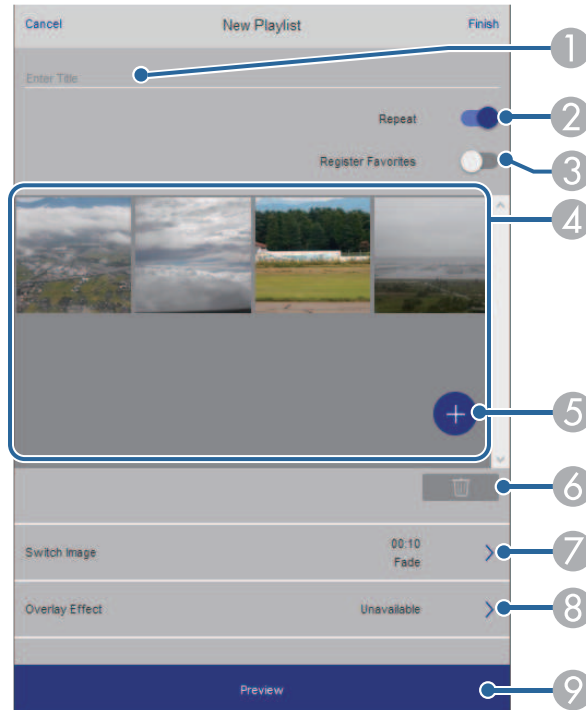 Cancel New Playlist Finish
1
Enter Title
Repeat 2
Register Favorites 3
4
5
6
Switch Image 00:10 7
Fade
Overlay Effect Unavailable 8
Preview 9